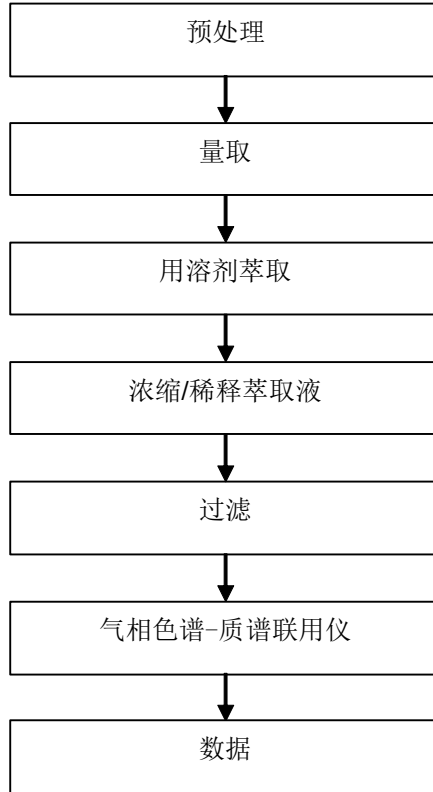 预处理
量取
用溶剂萃取
浓缩/稀释萃取液
过滤
气相色谱-质谱联用仪
数据